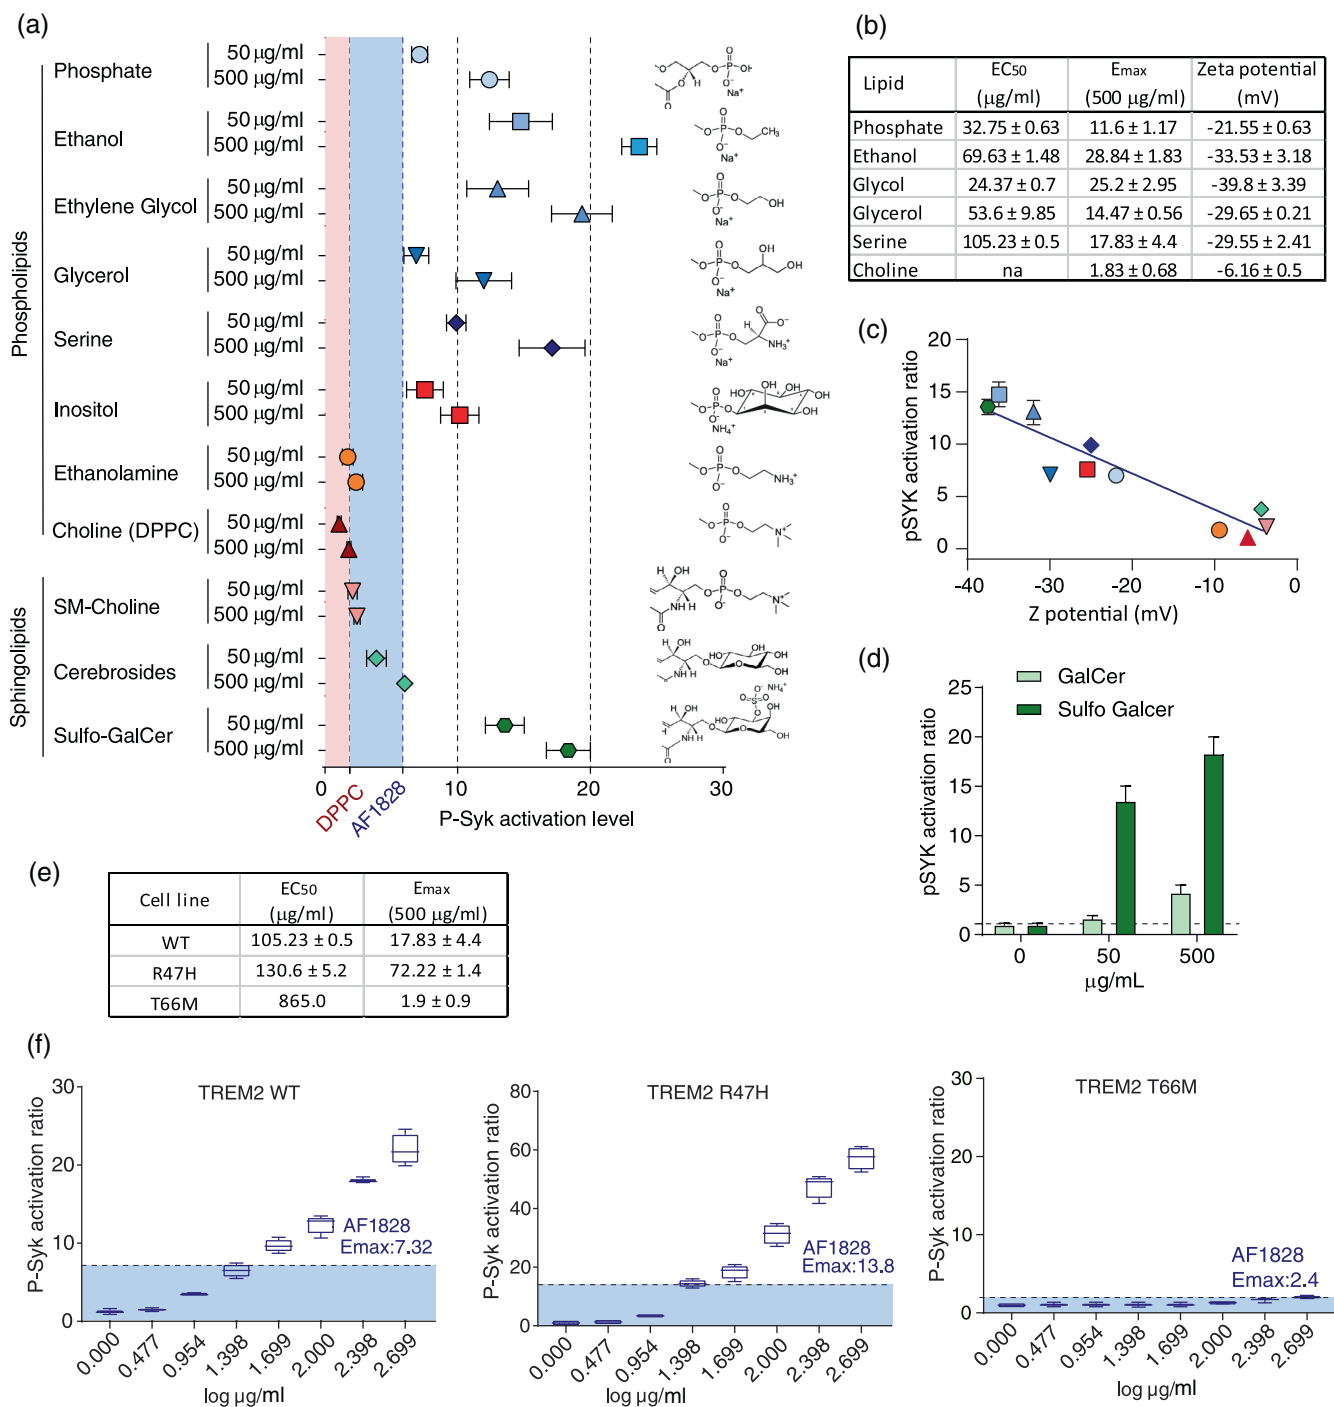 (a)
Phospholipids
Sphingolipids
Phosphate
50 µg/ml
500 µg/ml
Ethanol
50 µg/ml
500 µg/ml
Ethylene Glycol
50 µg/ml
500 µg/ml
Glycerol
50 µg/ml
500 µg/ml
Serine
50 µg/ml
500 µg/ml
Inositol
50 µg/ml
500 µg/ml
Ethanolamine
50 µg/ml
500 µg/ml
Choline (DPPC)
50 µg/ml
500 µg/ml
SM-Choline
50 µg/ml
500 µg/ml
Cerebrosides
50 µg/ml
500 µg/ml
Sulfo-GalCer
50 µg/ml
500 µg/ml
0 10 20 30
DPPC
AF1828
P-Syk activation level
(b)
Lipid EC50 (µg/ml) Emax (500 µg/ml) Zeta potential (mV)
Phosphate 32.75 ± 0.63 11.6 ± 1.17 -21.55 ± 0.63
Ethanol 69.63 ± 1.48 28.84 ± 1.83 -33.53 ± 3.18
Glycol 24.37 ± 0.7 25.2 ± 2.95 -39.8 ± 3.39
Glycerol 53.6 ± 9.85 14.47 ± 0.56 -29.65 ± 0.21
Serine 105.23 ± 0.5 17.83 ± 4.4 -29.55 ± 2.41
Choline na 1.83 ± 0.68 -6.16 ± 0.5
(c)
pSYK activation ratio
20
15
10
5
0
-40 -30 -20 -10 0
Z potential (mV)
(d)
GalCer
Sulfo Galcer
pSYK activation ratio
25
20
15
10
5
0
0 50 500
µg/mL
(e)
Cell line EC50 (µg/ml) Emax (500 µg/ml)
WT 105.23 ± 0.5 17.83 ± 4.4
R47H 130.6 ± 5.2 72.22 ± 1.4
T66M 865.0 1.9 ± 0.9
(f)
TREM2 WT
P-Syk activation ratio
30
20
10
0
AF1828
Emax:7.32
0.000 0.477 0.954 1.398 1.699 2.000 2.398 2.699
log µg/ml
TREM2 R47H
P-Syk activation ratio
80
60
40
20
0
AF1828
Emax:13.8
0.000 0.477 0.954 1.398 1.699 2.000 2.398 2.699
log µg/ml
TREM2 T66M
P-Syk activation ratio
30
20
10
0
AF1828
Emax:2.4
0.000 0.477 0.954 1.398 1.699 2.000 2.398 2.699
log µg/ml